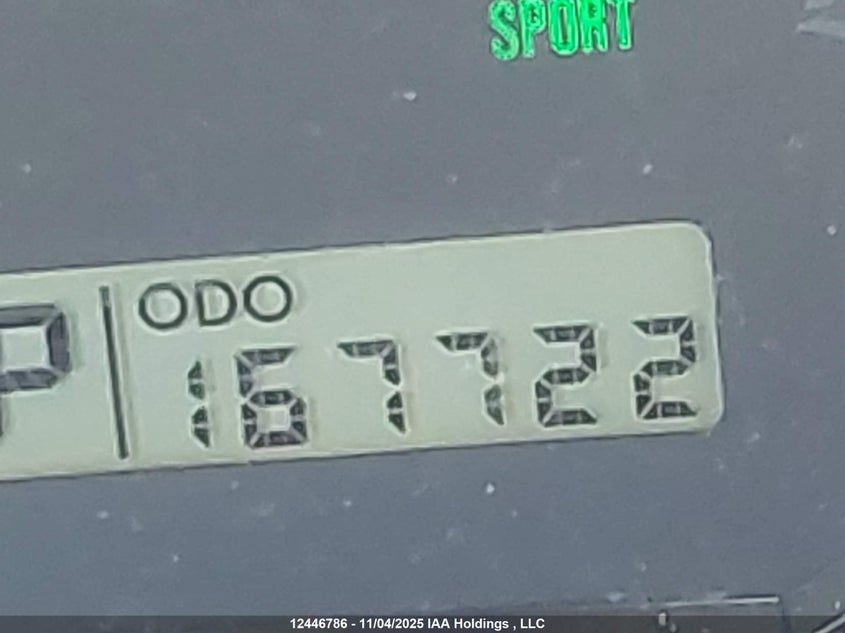 SPORT
P
ODO
167722
12446786 - 11/04/2025 IAA Holdings , LLC